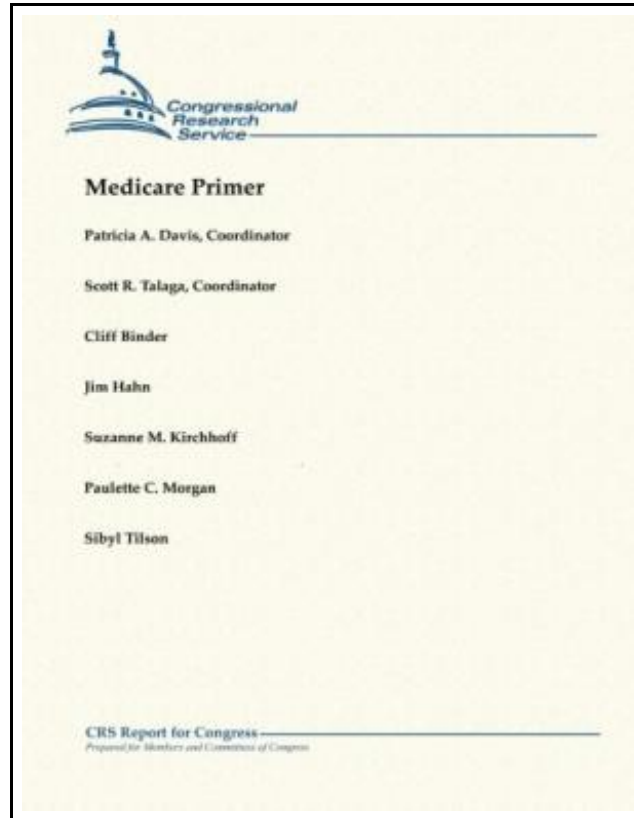 Congressional
Research
Service
Medicare Primer
Patricia A. Davis, Coordinator
Scott R. Talaga, Coordinator
Cliff Binder
Jim Hahn
Suzanne M. Kirchhoff
Paulette C. Morgan
Sibyl Tilson
CRS Report for Congress
Prepared for Members and Committees of Congress